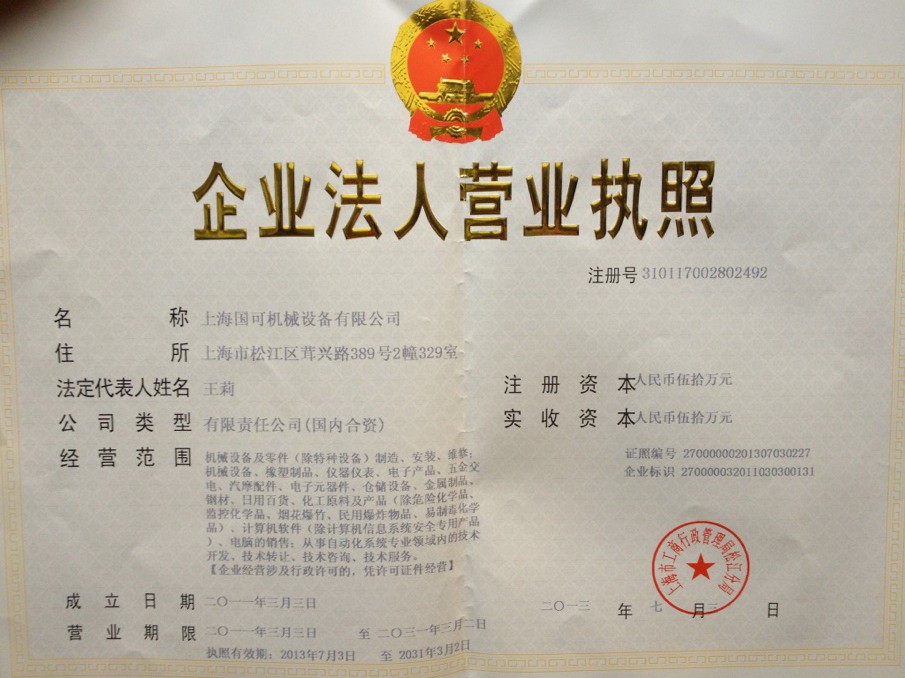 企业法人营业执照
注册号 310117002802492
名称 上海国可机械设备有限公司
住所 上海市松江区茸兴路389号2幢329室
法定代表人姓名 王莉
注册资本 人民币伍拾万元
公司类型 有限责任公司(国内合资)
实收资本 人民币伍拾万元
经营范围 机械设备及零件（除特种设备）制造、安装、维修；
机械设备、橡塑制品、仪器仪表、电子产品、五金交
电、汽摩配件、电子元器件、仓储设备、金属制品、
钢材、日用百货、化工原料及产品（除危险化学品、
监控化学品、烟花爆竹、民用爆炸物品、易制毒化学
品）、计算机软件（除计算机信息系统安全专用产品
）、电脑的销售；从事自动化系统专业领域内的技术
开发、技术转让、技术咨询、技术服务。
【企业经营涉及行政许可的，凭许可证件经营】
证照编号 27000000201307030227
企业标识 27000003201103030013​1
上海市工商行政管理局松江分局
成立日期 二〇一一年三月三日
二〇一三 年 七 月 三 日
营业期限 二〇一一年三月三日 至 二〇三一年三月二日
执照有效期：2013年7月3日 至 2031年3月2日